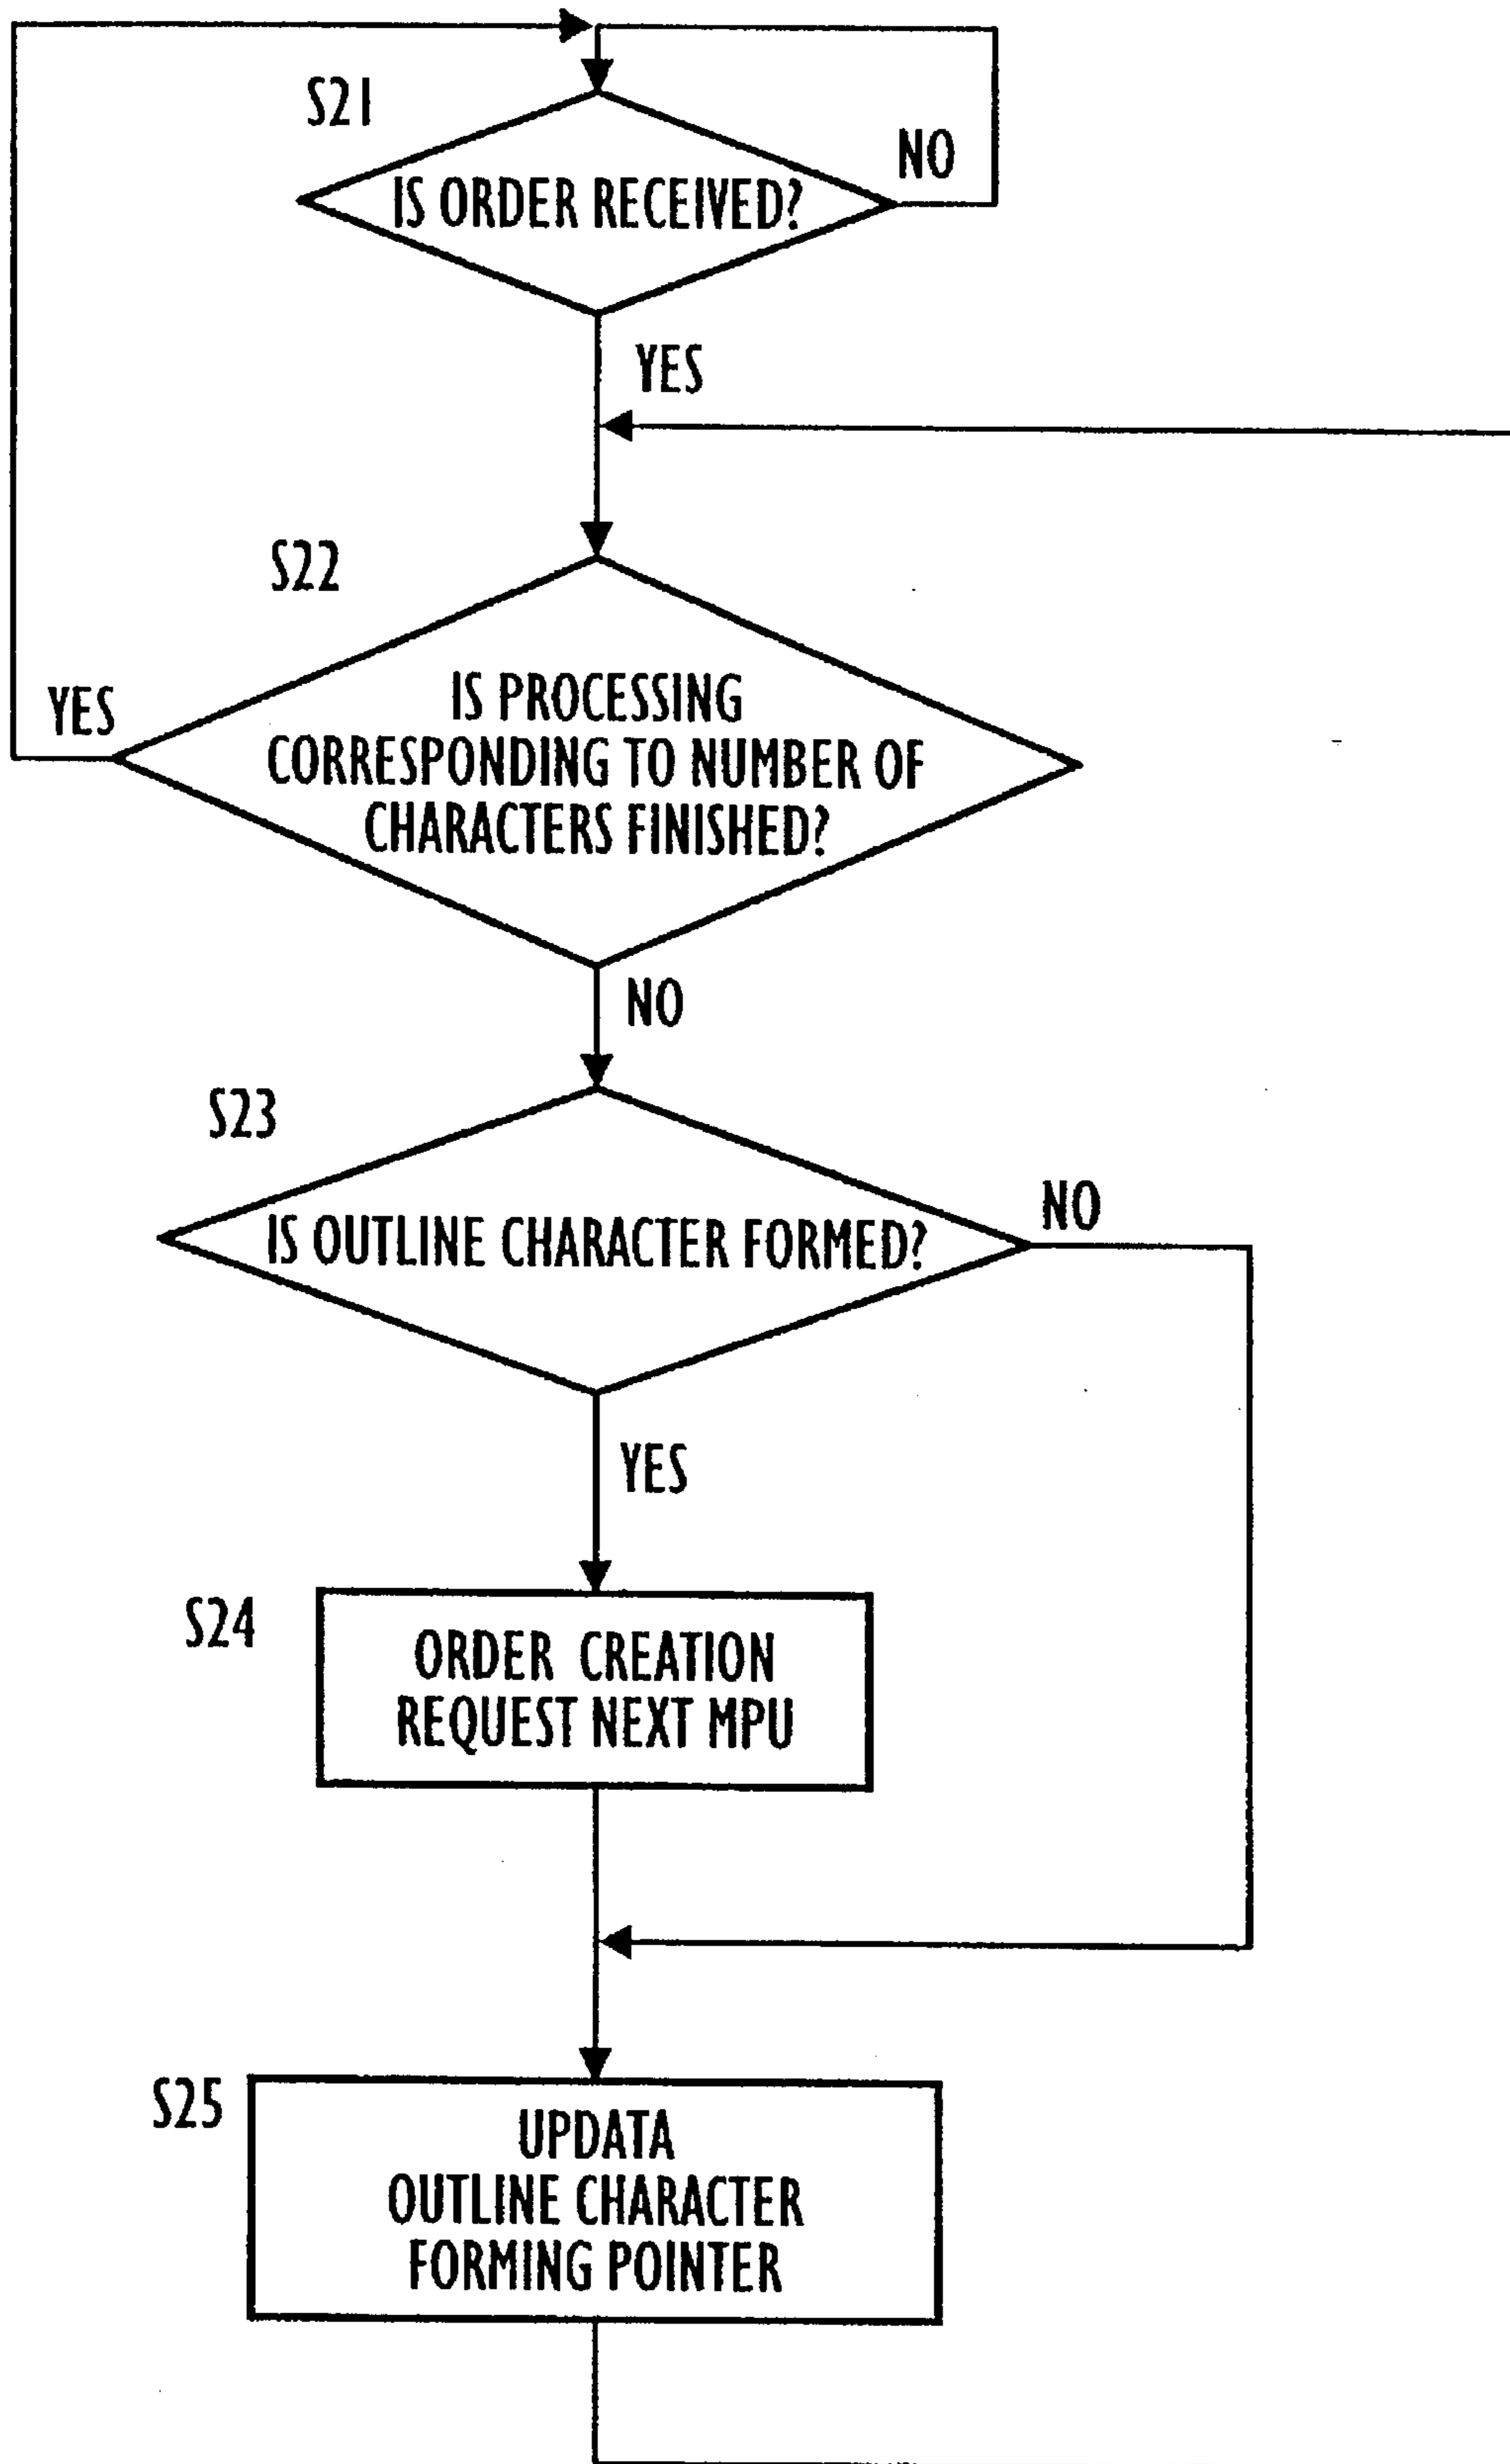 S21
NO
IS ORDER RECEIVED?
YES
S22
YES
IS PROCESSING
CORRESPONDING TO NUMBER OF
CHARACTERS FINISHED?
NO
S23
NO
IS OUTLINE CHARACTER FORMED?
YES
S24
ORDER CREATION
REQUEST NEXT MPU
S25
UPDATA
OUTLINE CHARACTER
FORMING POINTER